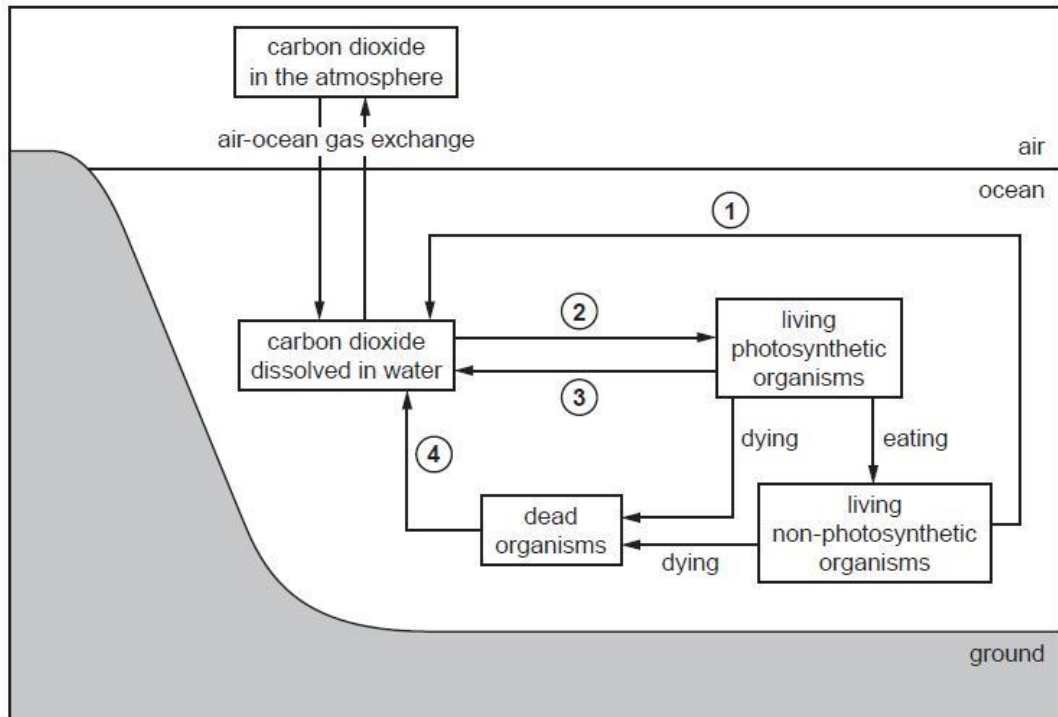 carbon dioxide
in the atmosphere
air-ocean gas exchange
air
ocean
1
2
living
photosynthetic
organisms
carbon dioxide
dissolved in water
3
dying
eating
4
dead
organisms
living
non-photosynthetic
organisms
dying
ground